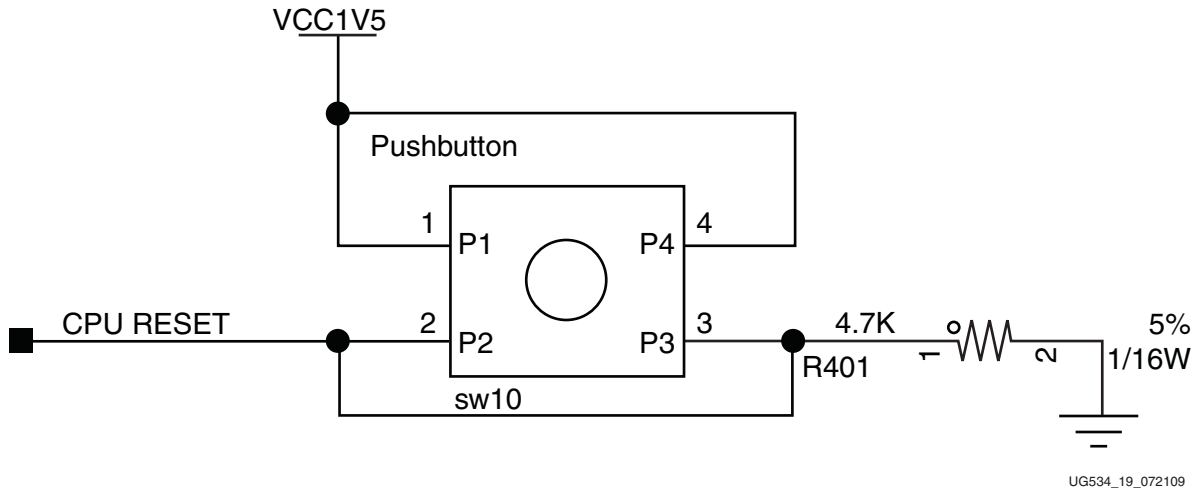 VCC1V5
Pushbutton
1 P1 P4 4
CPU RESET 2 P2 P3 3 4.7K 1 2 5%
R401 1/16W
sw10
UG534_19_072109